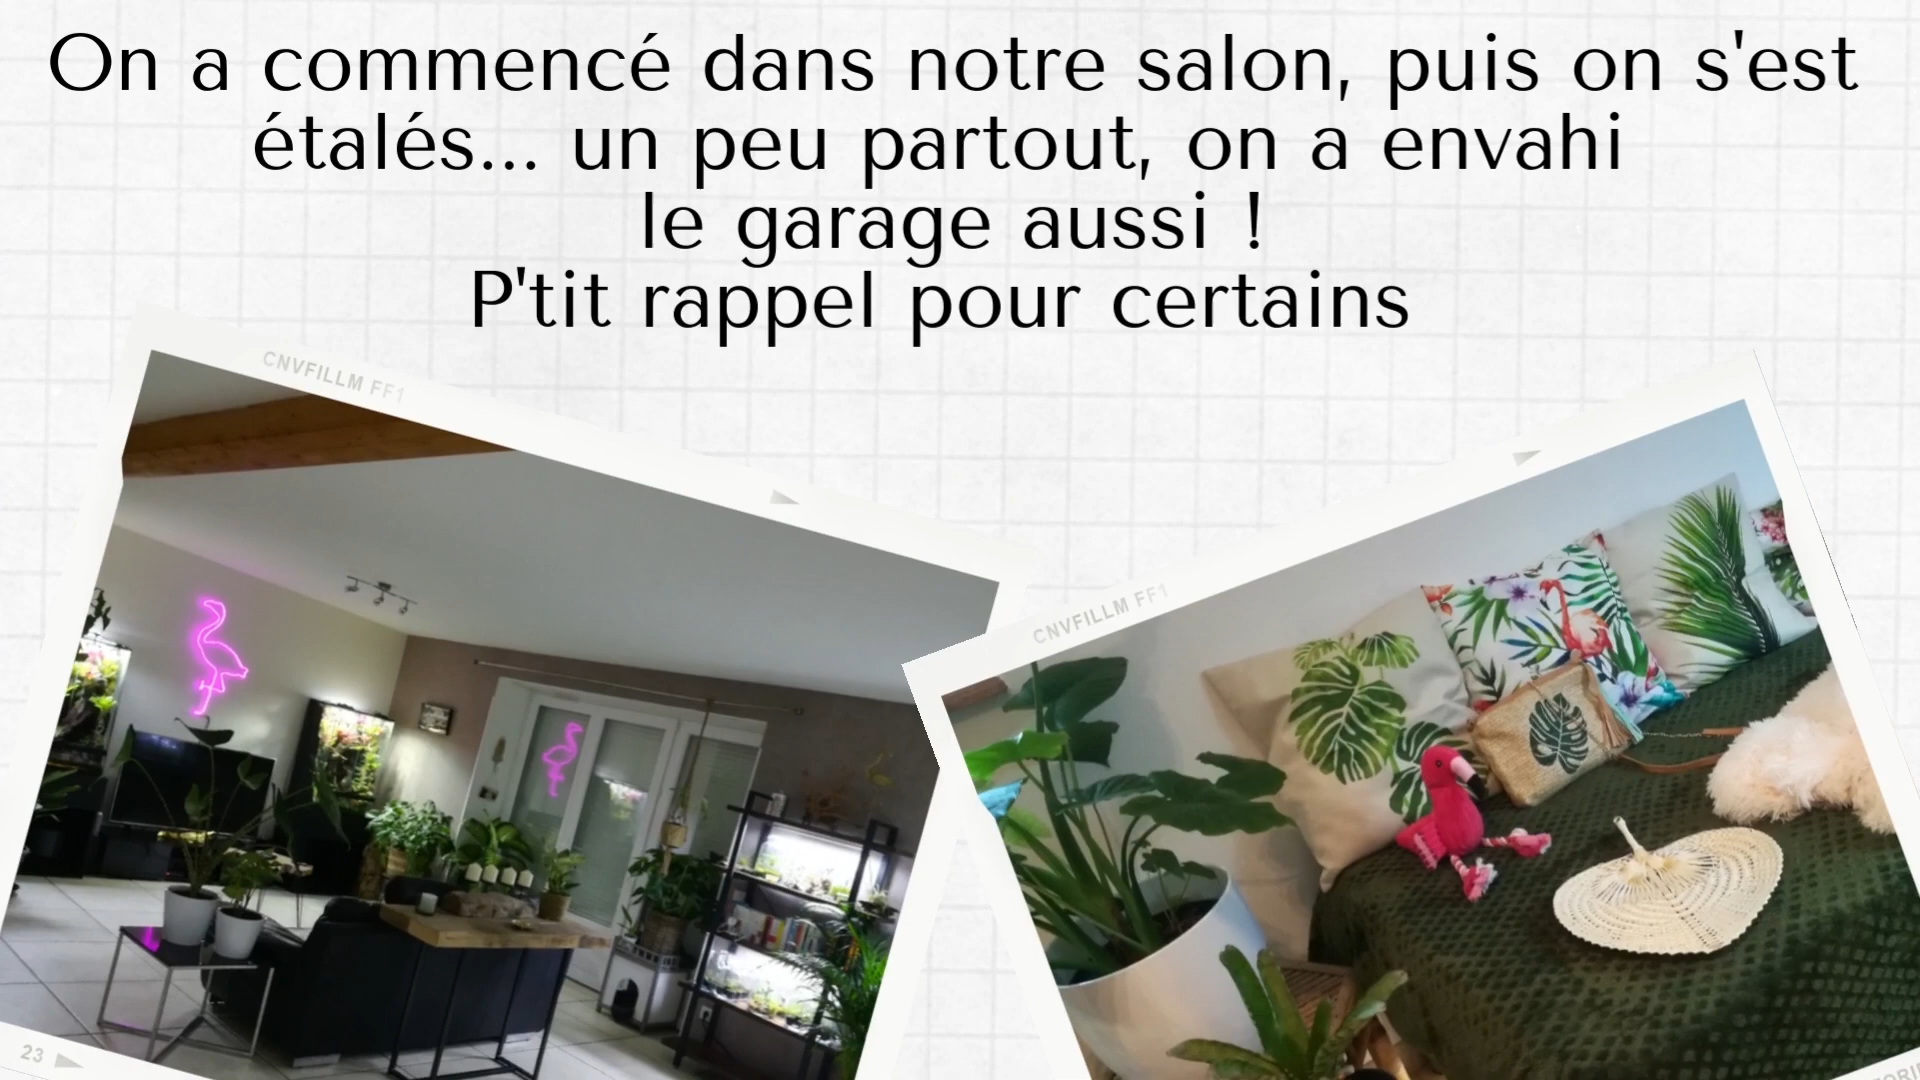 On a commencé dans notre salon, puis on s'est
étalés... un peu partout, on a envahi
le garage aussi !
P'tit rappel pour certains
CNVFILLM FF1
CNVFILLM FF1
23